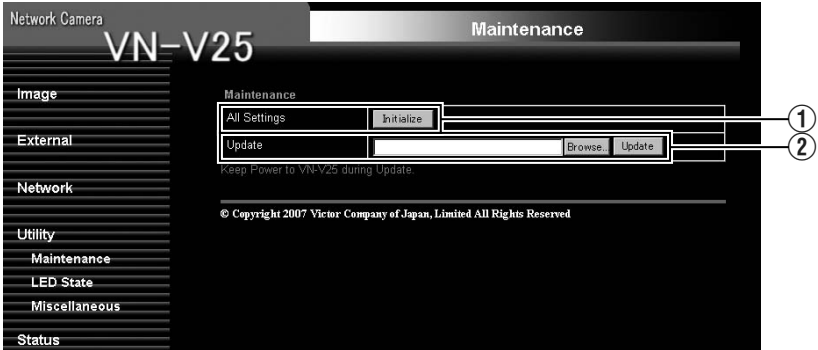 Network Camera
VN-V25
Maintenance
Image
External
Network
Utility
Maintenance
LED State
Miscellaneous
Status
Maintenance
All Settings Initialize
①
Update Browse.. Update
②
Keep Power to VN-V25 during Update.
© Copyright 2007 Victor Company of Japan, Limited All Rights Reserved